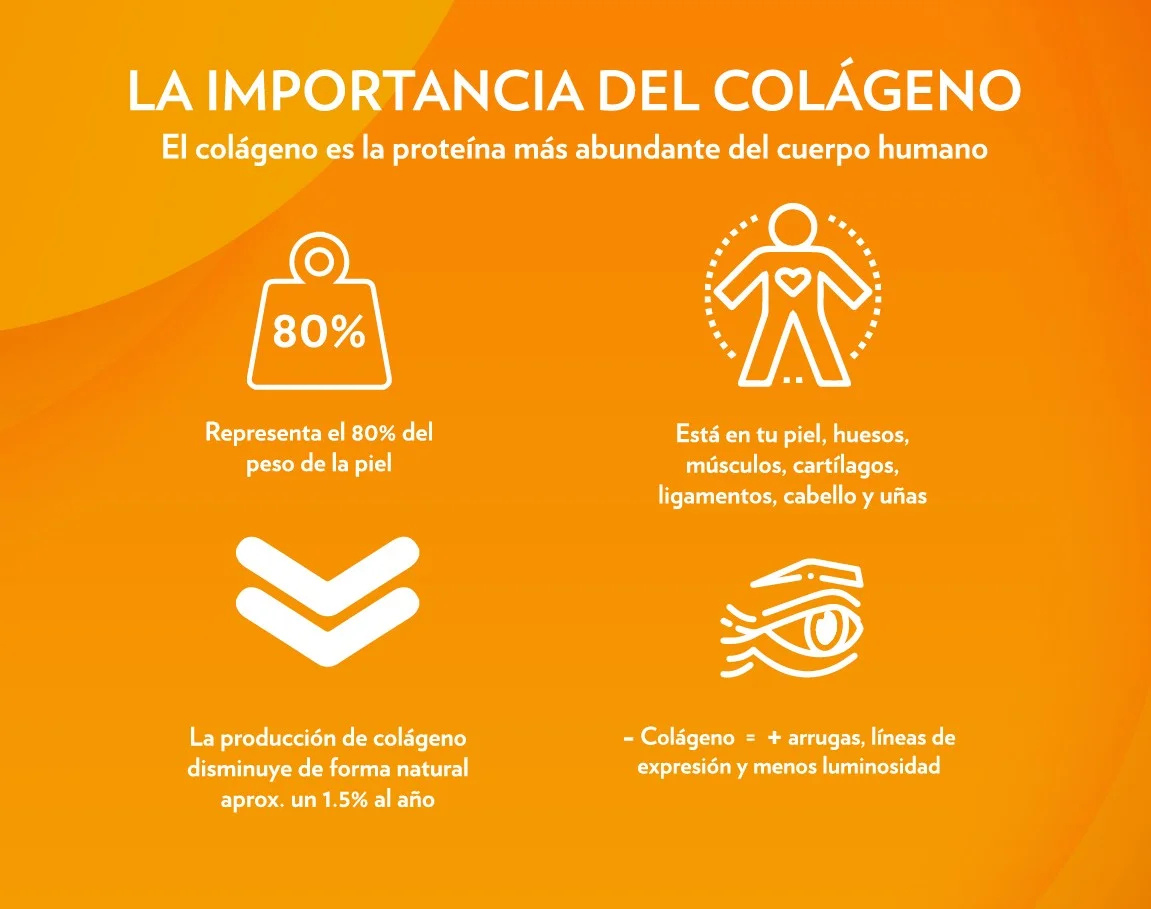 LA IMPORTANCIA DEL COLÁGENO
El colágeno es la proteína más abundante del cuerpo humano
80%
Representa el 80% del
peso de la piel
Está en tu piel, huesos,
músculos, cartílagos,
ligamentos, cabello y uñas
La producción de colágeno
disminuye de forma natural
aprox. un 1.5% al año
- Colágeno = + arrugas, líneas de
expresión y menos luminosidad